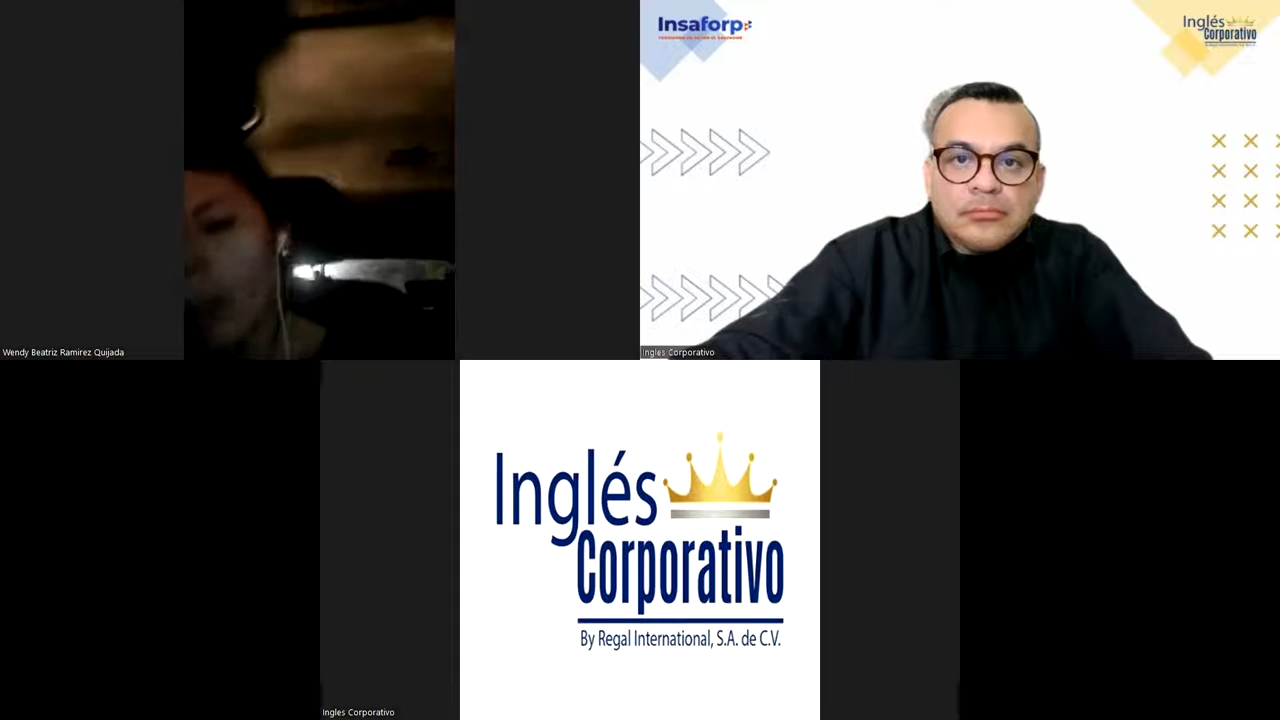 Insaforp
Inglés
Corporativo
Wendy Beatriz Ramirez Quijada
Ingles Corporativo
Inglés
Corporativo
By Regal International, S.A. de C.V.
Ingles Corporativo